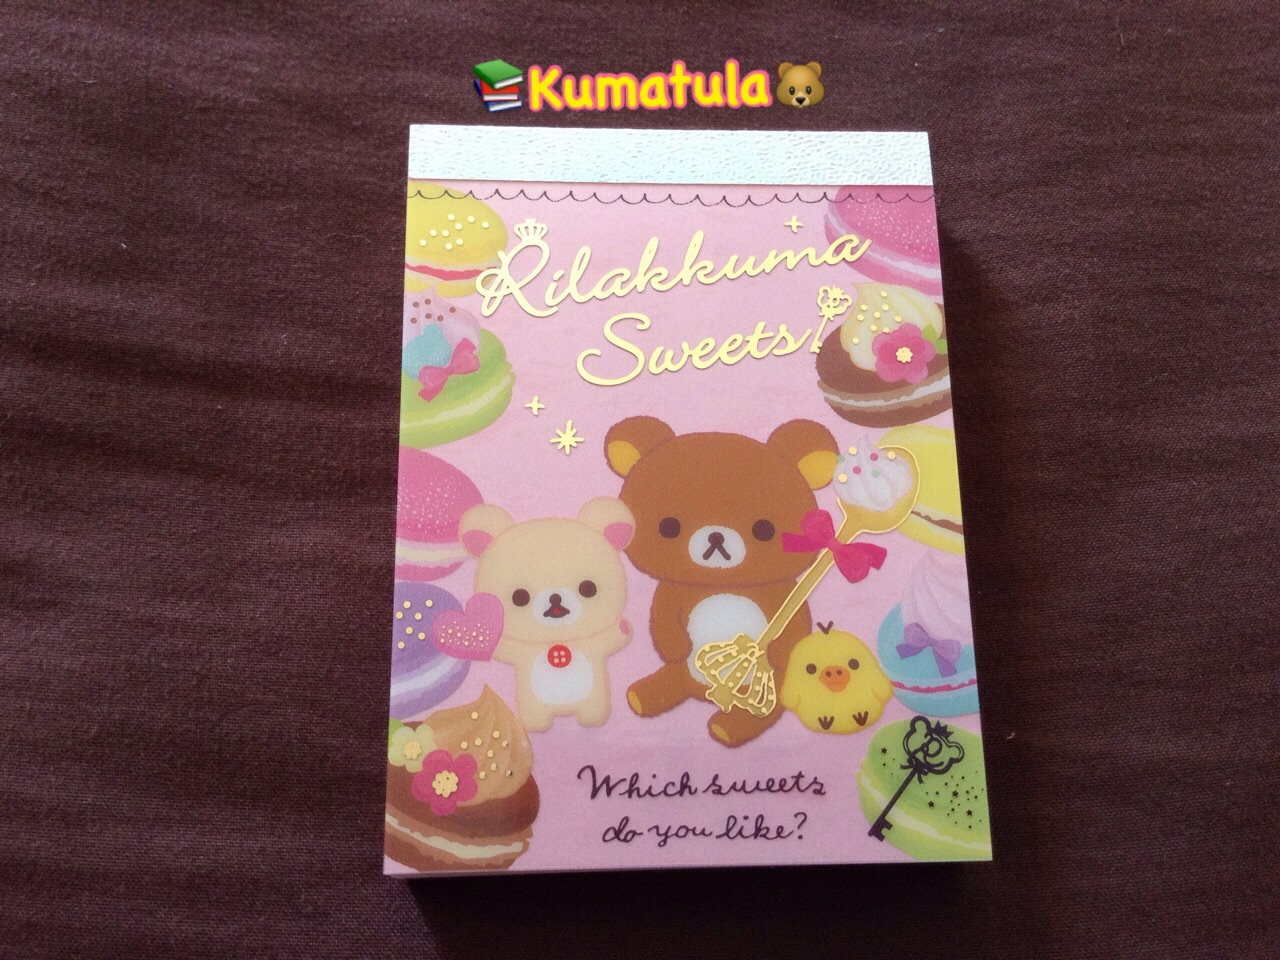 Kumatula
Rilakkuma
Sweets
Which sweets
do you like?